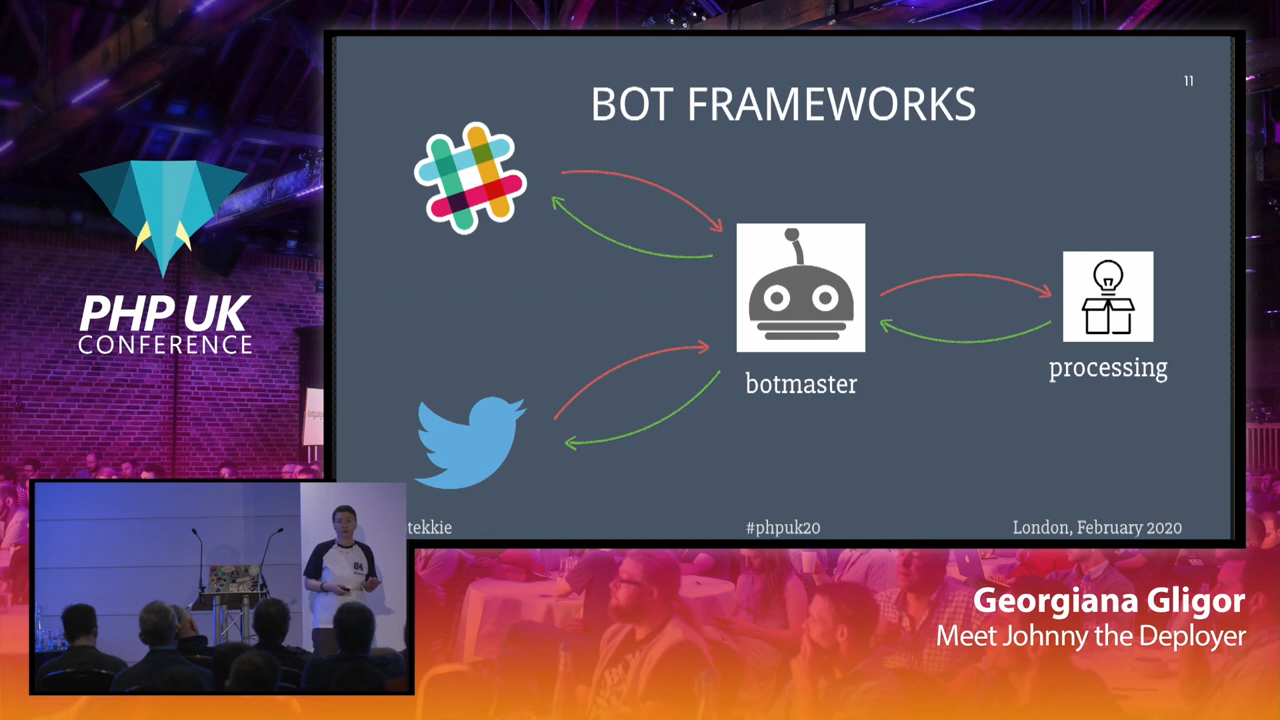 11
BOT FRAMEWORKS
botmaster
processing
tekkie
#phpuk20
London, February 2020
PHP UK
CONFERENCE
Georgiana Gligor
Meet Johnny the Deployer